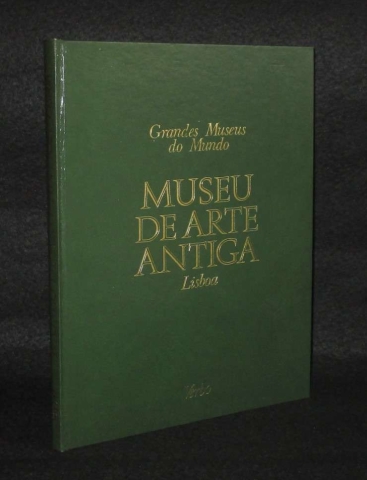 Grandes Museus
do Mundo
MUSEU
DE ARTE
ANTIGA
Lisboa
Verbo